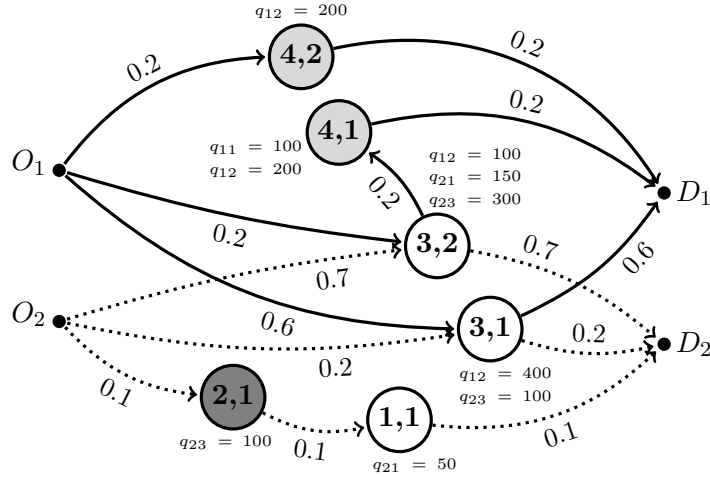 q₁₂ = 200
4,2
0.2
0.2
4,1
0.2
q₁₁ = 100
q₁₂ = 200
q₁₂ = 100
q₂₁ = 150
q₂₃ = 300
O₁
D₁
0.2
0.2
3,2
0.7
0.7
0.6
O₂
0.6
3,1
0.2
D₂
0.2
q₁₂ = 400
q₂₃ = 100
0.1
2,1
q₂₃ = 100
0.1
1,1
q₂₁ = 50
0.1